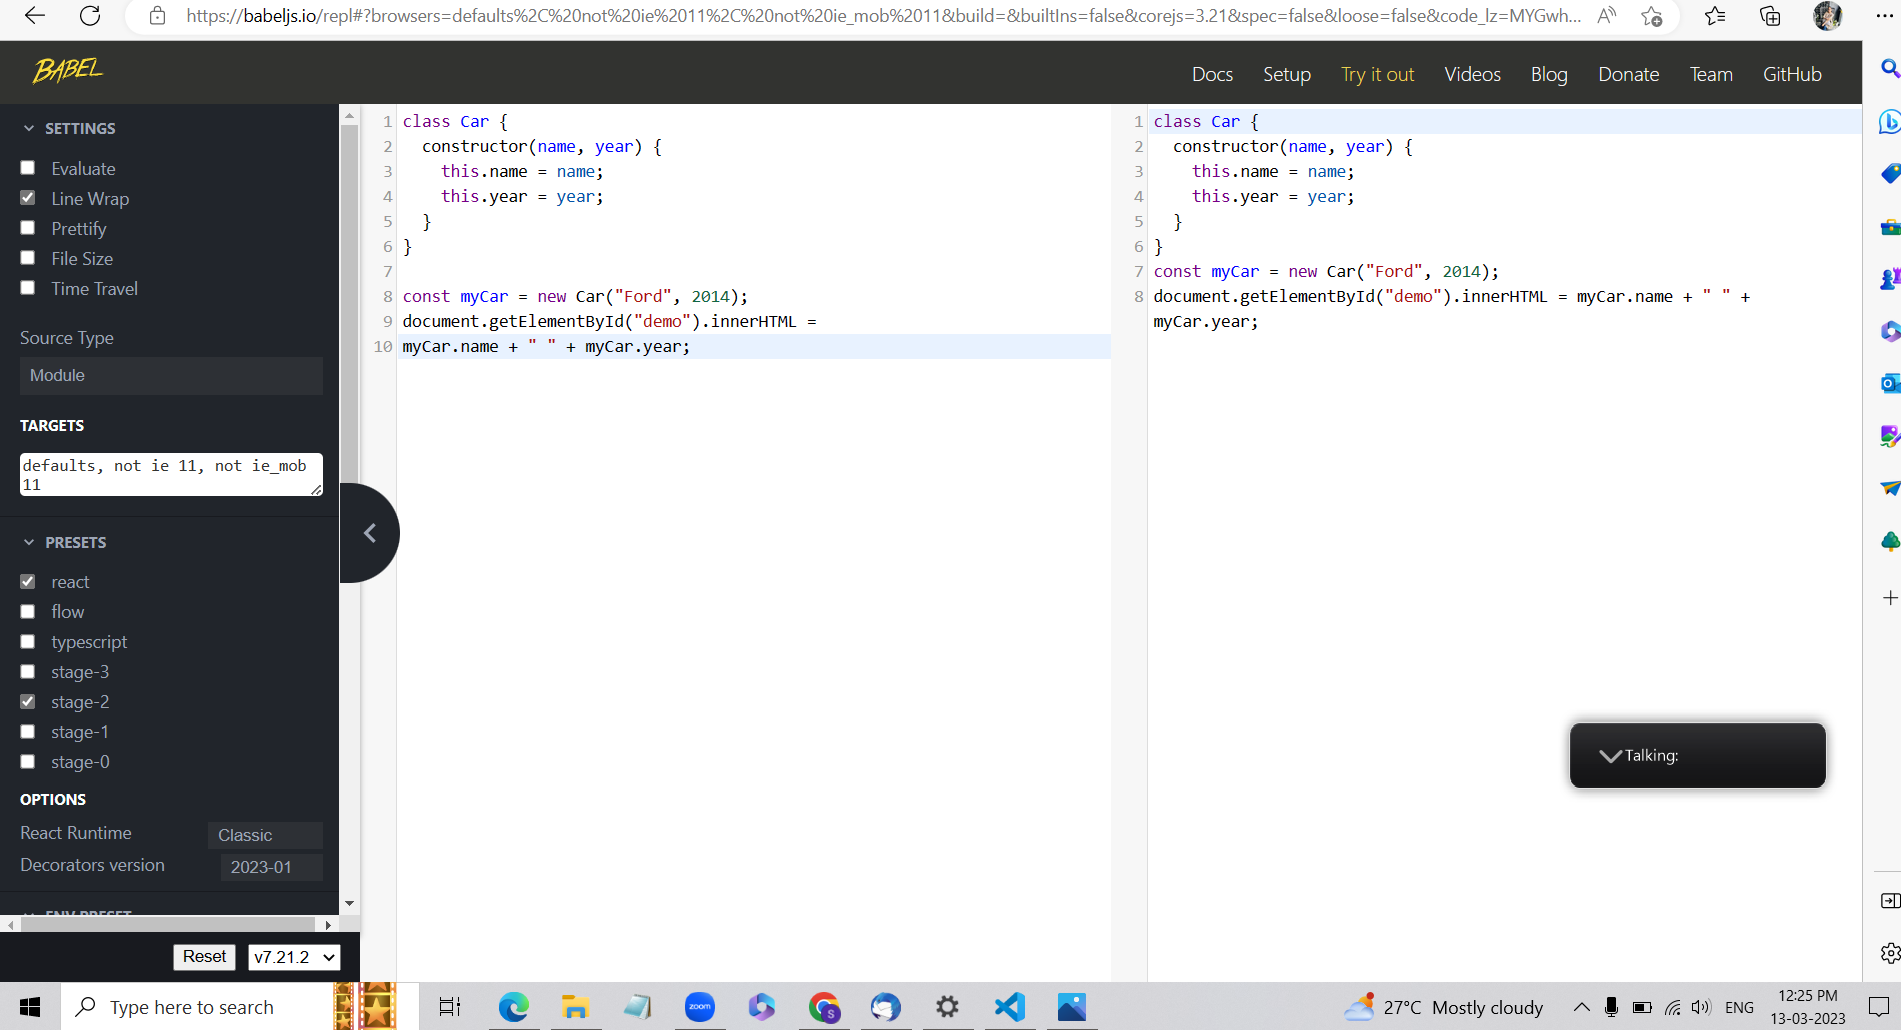 https://babeljs.io/repl#?browsers=defaults%2C%20not%20ie%2011%2C%20not%20ie_mob%2011&build=&builtIns=false&corejs=3.21&spec=false&loose=false&code_lz=MYGwh...
BABEL
Docs Setup Try it out Videos Blog Donate Team GitHub
SETTINGS
Evaluate
Line Wrap
Prettify
File Size
Time Travel
Source Type
Module
TARGETS
defaults, not ie 11, not ie_mob
11
PRESETS
react
flow
typescript
stage-3
stage-2
stage-1
stage-0
OPTIONS
React Runtime Classic
Decorators version 2023-01
ENV PRESET
Reset v7.21.2
1 class Car {
2 constructor(name, year) {
3 this.name = name;
4 this.year = year;
5 }
6 }
7
8 const myCar = new Car("Ford", 2014);
9 document.getElementById("demo").innerHTML =
10 myCar.name + " " + myCar.year;
1 class Car {
2 constructor(name, year) {
3 this.name = name;
4 this.year = year;
5 }
6 }
7 const myCar = new Car("Ford", 2014);
8 document.getElementById("demo").innerHTML = myCar.name + " " +
myCar.year;
Talking:
Type here to search
zoom
S
27°C Mostly cloudy
ENG
12:25 PM
13-03-2023